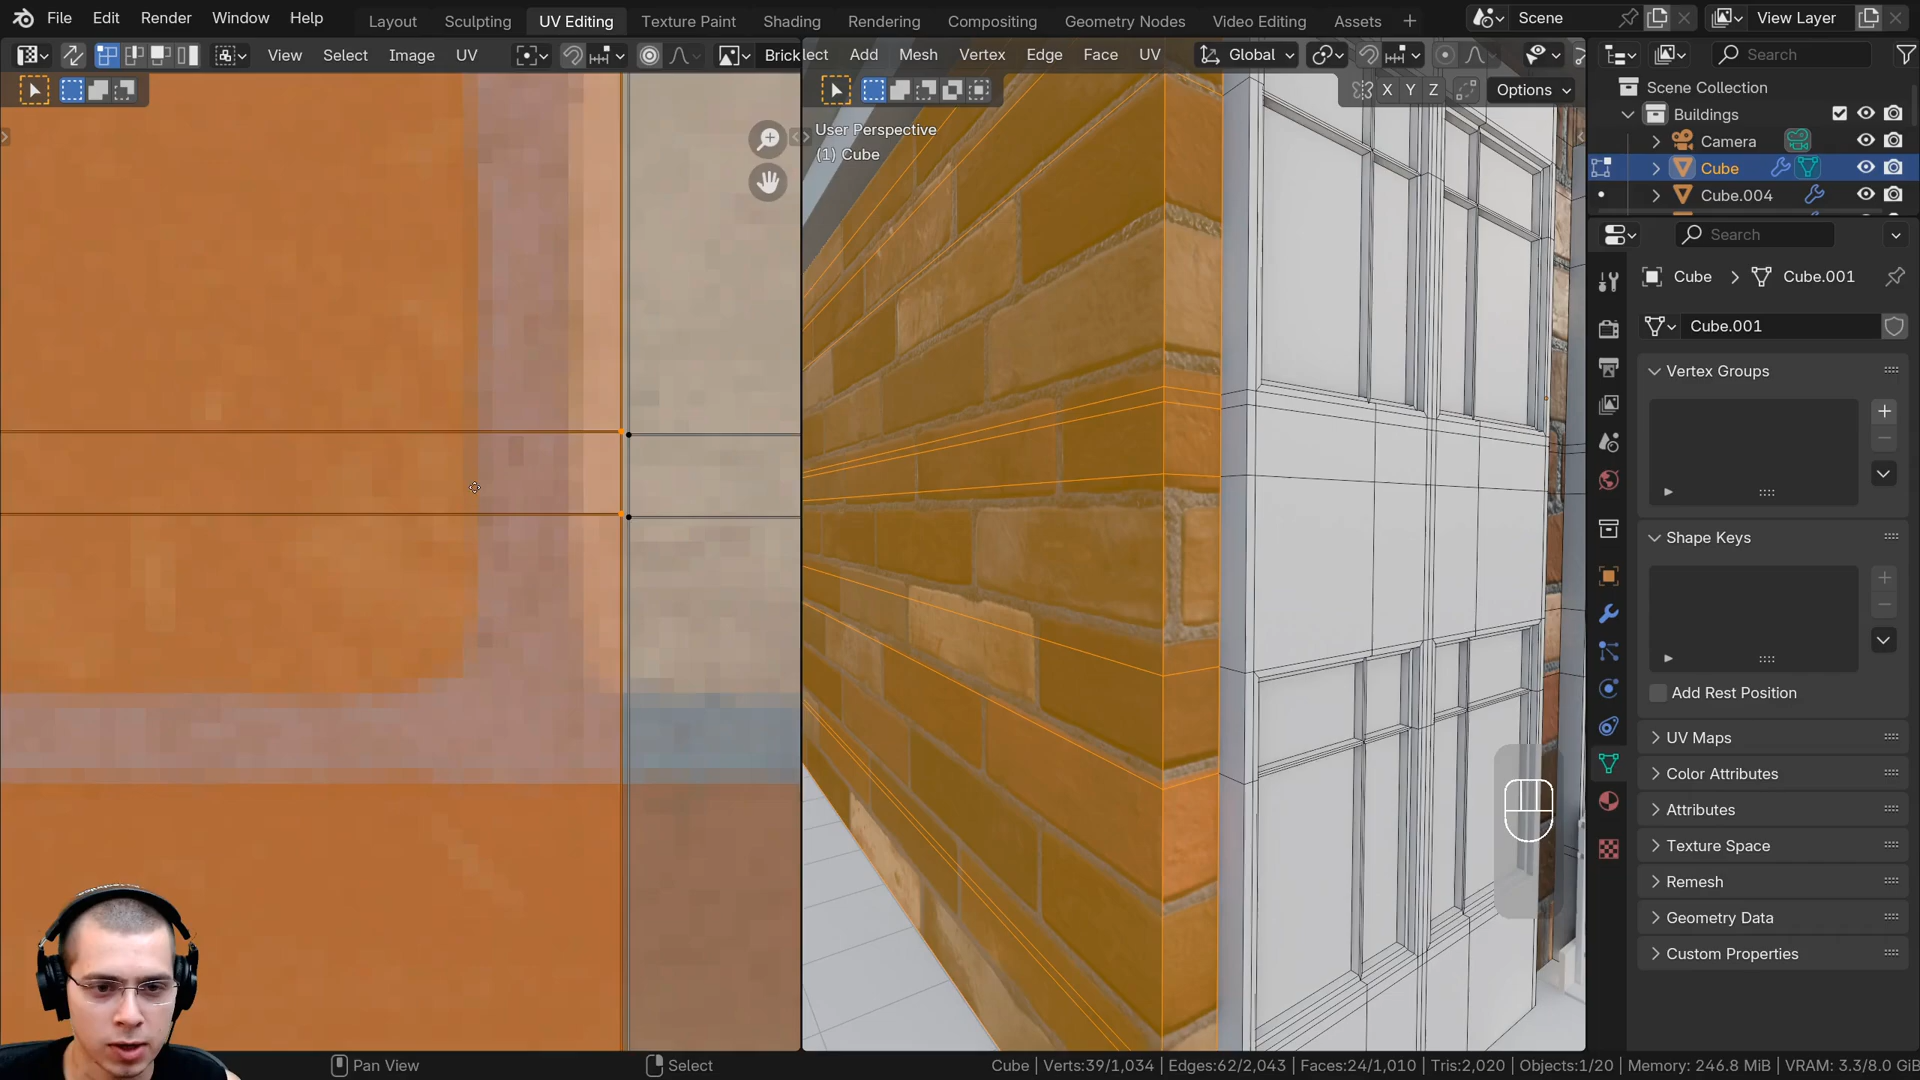 File Edit Render Window Help Layout Sculpting UV Editing Texture Paint Shading Rendering Compositing Geometry Nodes Video Editing Assets + Scene View Layer
View Select Image UV Brick lect Add Mesh Vertex Edge Face UV Global Search
X Y Z Options
Scene Collection
Buildings
User Perspective
(1) Cube
Camera
Cube
Cube.004
Search
Cube > Cube.001
Cube.001
Vertex Groups
Shape Keys
Add Rest Position
UV Maps
Color Attributes
Attributes
Texture Space
Remesh
Geometry Data
Custom Properties
Pan View Select Cube | Verts:39/1,034 | Edges:62/2,043 | Faces:24/1,010 | Tris:2,020 | Objects:1/20 | Memory: 246.8 MiB | VRAM: 3.3/8.0 GiB